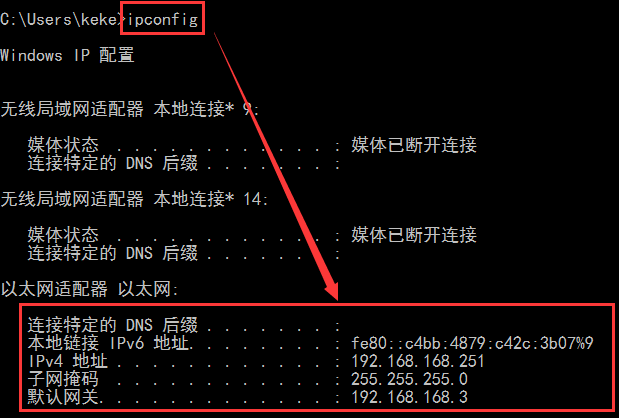 C:\Users\keke>ipconfig
Windows IP 配置
无线局域网适配器 本地连接* 9:
媒体状态 . . . . . . . . . . . . : 媒体已断开连接
连接特定的 DNS 后缀 . . . . . . . :
无线局域网适配器 本地连接* 14:
媒体状态 . . . . . . . . . . . . : 媒体已断开连接
连接特定的 DNS 后缀 . . . . . . . :
以太网适配器 以太网:
连接特定的 DNS 后缀 . . . . . . . :
本地链接 IPv6 地址. . . . . . . . : fe80::c4bb:4879:c42c:3b07%9
IPv4 地址 . . . . . . . . . . . . : 192.168.168.251
子网掩码 . . . . . . . . . . . . : 255.255.255.0
默认网关. . . . . . . . . . . . . : 192.168.168.3